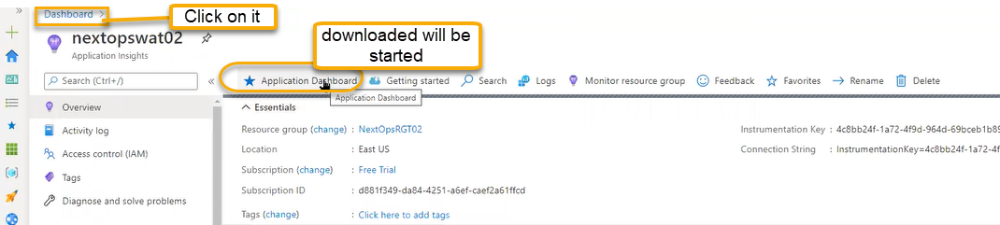 Dashboard >
Click on it
nextopswat02
Application Insights
downloaded will be
started
Search (Ctrl+/)
«
Application Dashboard
Getting started
Search
Logs
Monitor resource group
Feedback
Favorites
Rename
Delete
Application Dashboard
Overview
Activity log
Access control (IAM)
Tags
Diagnose and solve problems
Essentials
Resource group (change) : NextOpsRGT02
Location : East US
Subscription (change) : Free Trial
Subscription ID : d881f349-da84-4251-a6ef-caef2a61ffcd
Tags (change) : Click here to add tags
Instrumentation Key : 4c8bb24f-1a72-4f9d-964d-69bceb1b89
Connection String : InstrumentationKey=4c8bb24f-1a72-4f